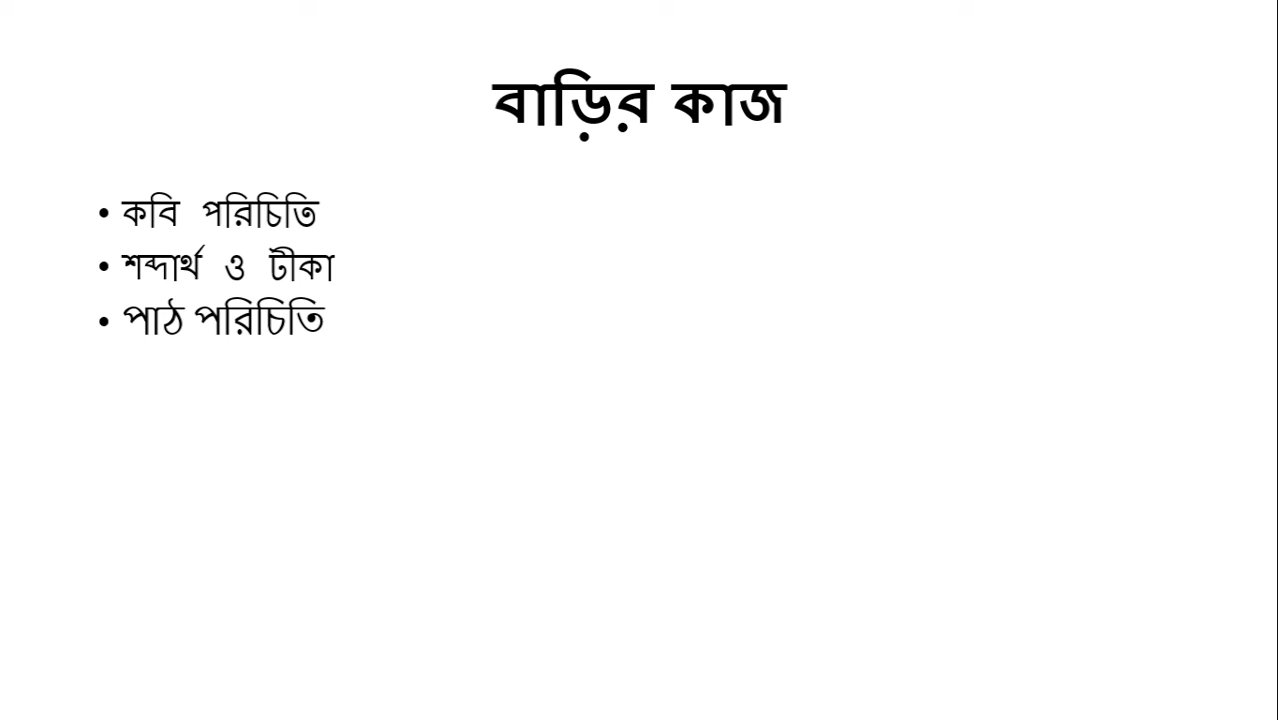 বাড়ির কাজ
• কবি পরিচিতি
• শব্দার্থ ও টীকা
• পাঠ পরিচিতি